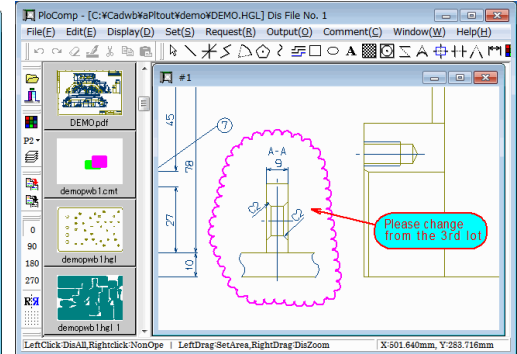 PloComp - [C:¥Cadwb¥aPltout¥demo¥DEMO.HGL] Dis File No. 1
File(F) Edit(E) Display(D) Set(S) Request(R) Output(O) Comment(C) Window(W) Help(H)
#1
DEMO.pdf
P2
demopwb1.cmt
0
90
demopwb1.hgl
180
270
demopwb1.hgl 1
45
7
A-A
9
78
27
C2
C2
10
Please change
from the 3rd lot
LeftClick:DisAll,Rightclick:NonOpe | LeftDrag:SetArea,RightDrag:DisZoom X:501.640mm, Y:283.716mm